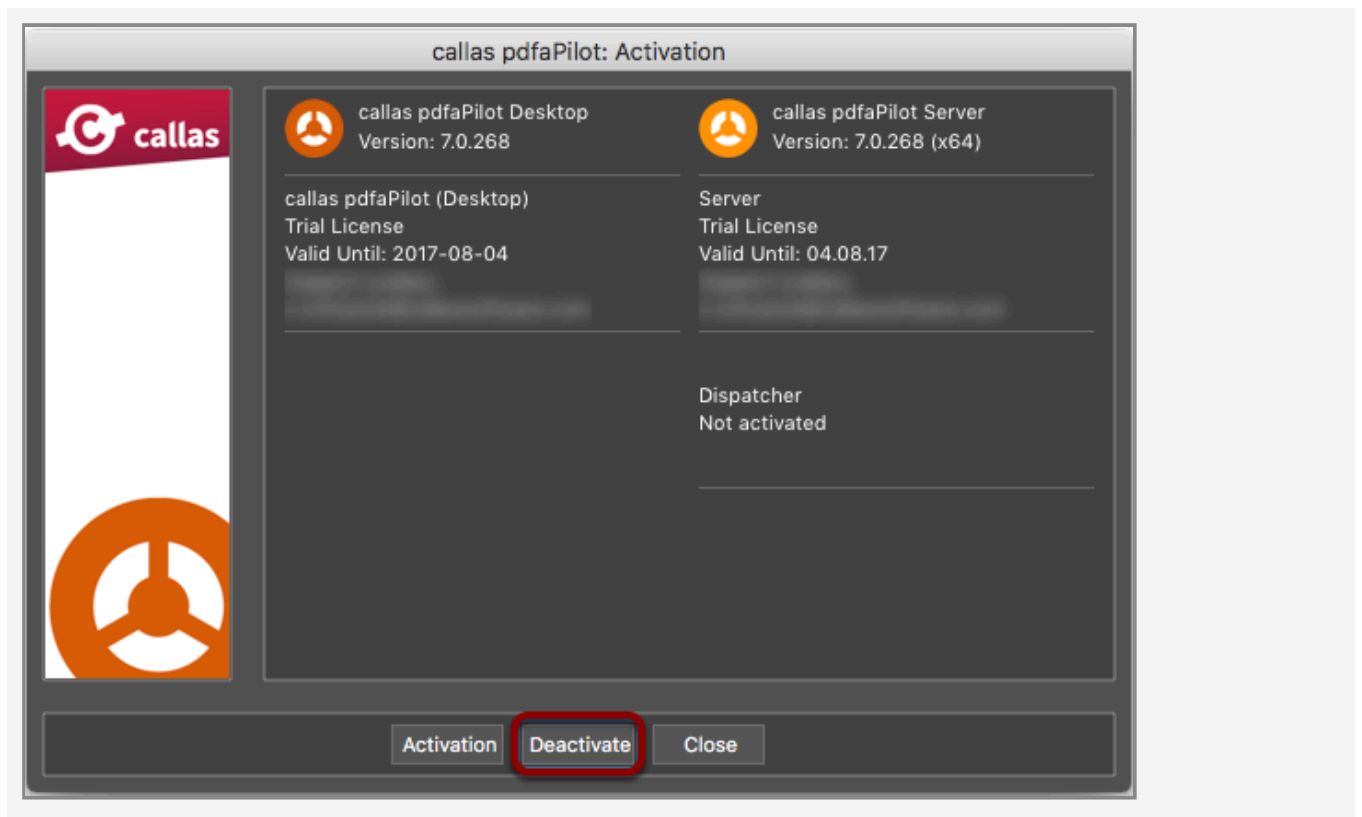 callas pdfaPilot: Activation
callas
callas pdfaPilot Desktop
Version: 7.0.268
callas pdfaPilot (Desktop)
Trial License
Valid Until: 2017-08-04
callas pdfaPilot Server
Version: 7.0.268 (x64)
Server
Trial License
Valid Until: 04.08.17
Dispatcher
Not activated
Activation
Deactivate
Close